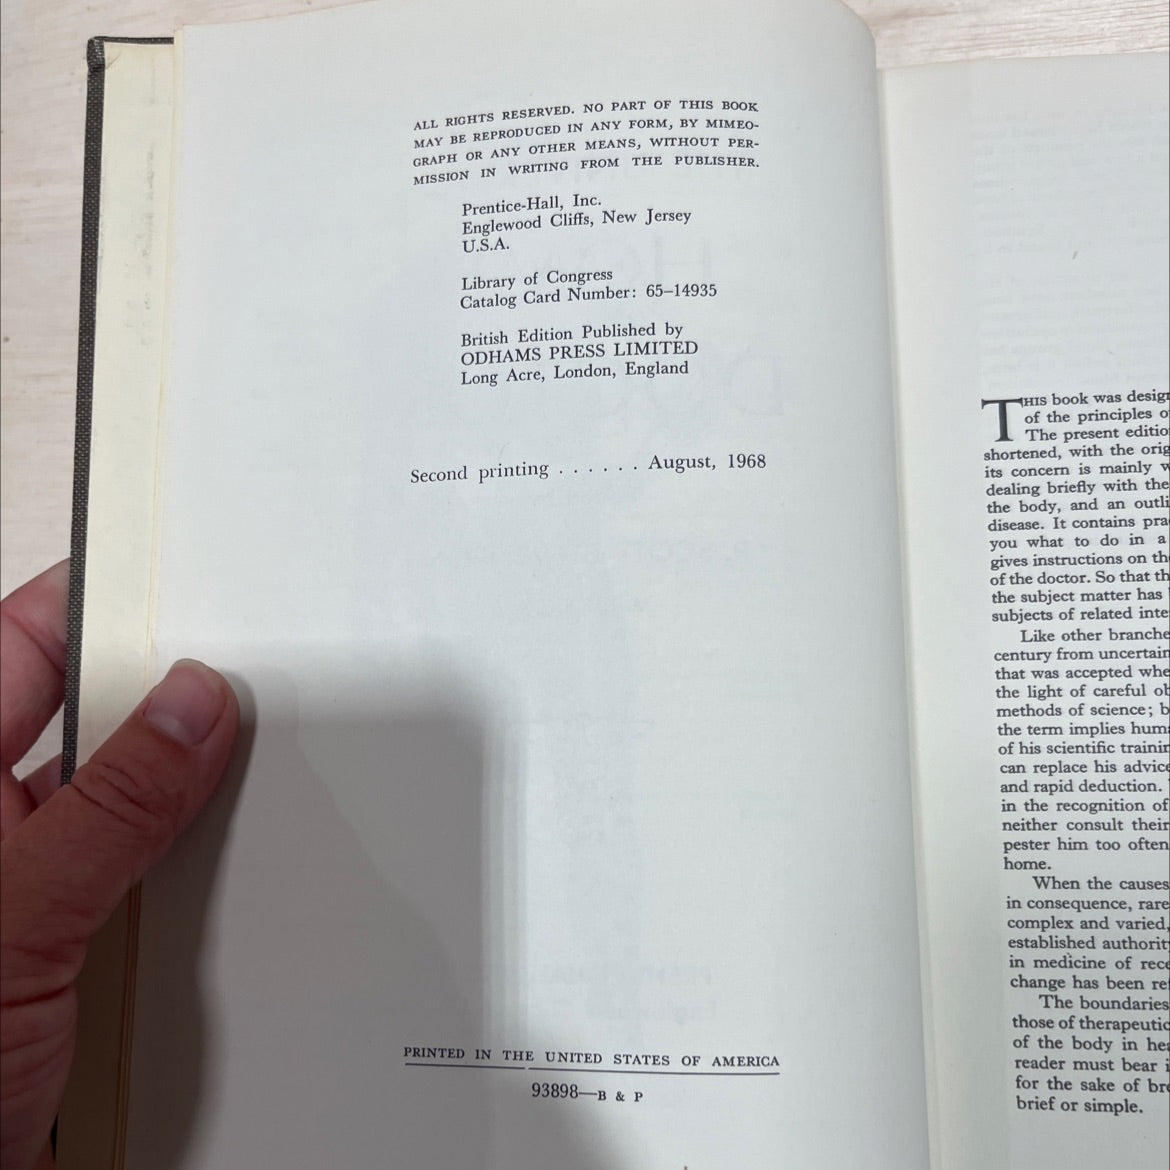 ALL RIGHTS RESERVED. NO PART OF THIS BOOK
MAY BE REPRODUCED IN ANY FORM, BY MIMEO-
GRAPH OR ANY OTHER MEANS, WITHOUT PER-
MISSION IN WRITING FROM THE PUBLISHER.
Prentice-Hall, Inc.
Englewood Cliffs, New Jersey
U.S.A.
Library of Congress
Catalog Card Number: 65–14935
British Edition Published by
ODHAMS PRESS LIMITED
Long Acre, London, England
Second printing . . . . . . August, 1968
PRINTED IN THE UNITED STATES OF AMERICA
93898—B & P
THIS book was desig
of the principles o
The present editio
shortened, with the orig
its concern is mainly w
dealing briefly with the
the body, and an outli
disease. It contains pra
you what to do in a
gives instructions on th
of the doctor. So that th
the subject matter has
subjects of related inte
Like other branche
century from uncertain
that was accepted whe
the light of careful ob
methods of science; b
the term implies hum
of his scientific trainin
can replace his advice
and rapid deduction.
in the recognition of
neither consult their
pester him too often
home.
When the causes
in consequence, rare
complex and varied,
established authorit
in medicine of rece
change has been re
The boundaries
those of therapeutic
of the body in hea
reader must bear i
for the sake of bre
brief or simple.